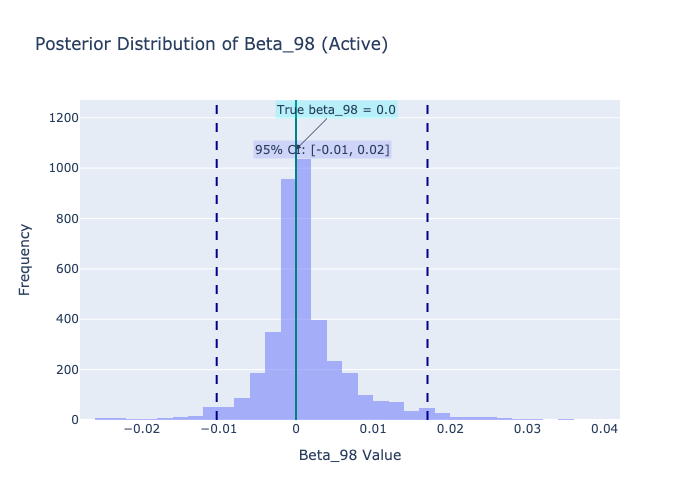 Posterior Distribution of Beta_98 (Active)
True beta_98 = 0.0
95% CI: [-0.01, 0.02]
1200
1000
800
600
400
200
0
Frequency
−0.02
−0.01
0
0.01
0.02
0.03
0.04
Beta_98 Value